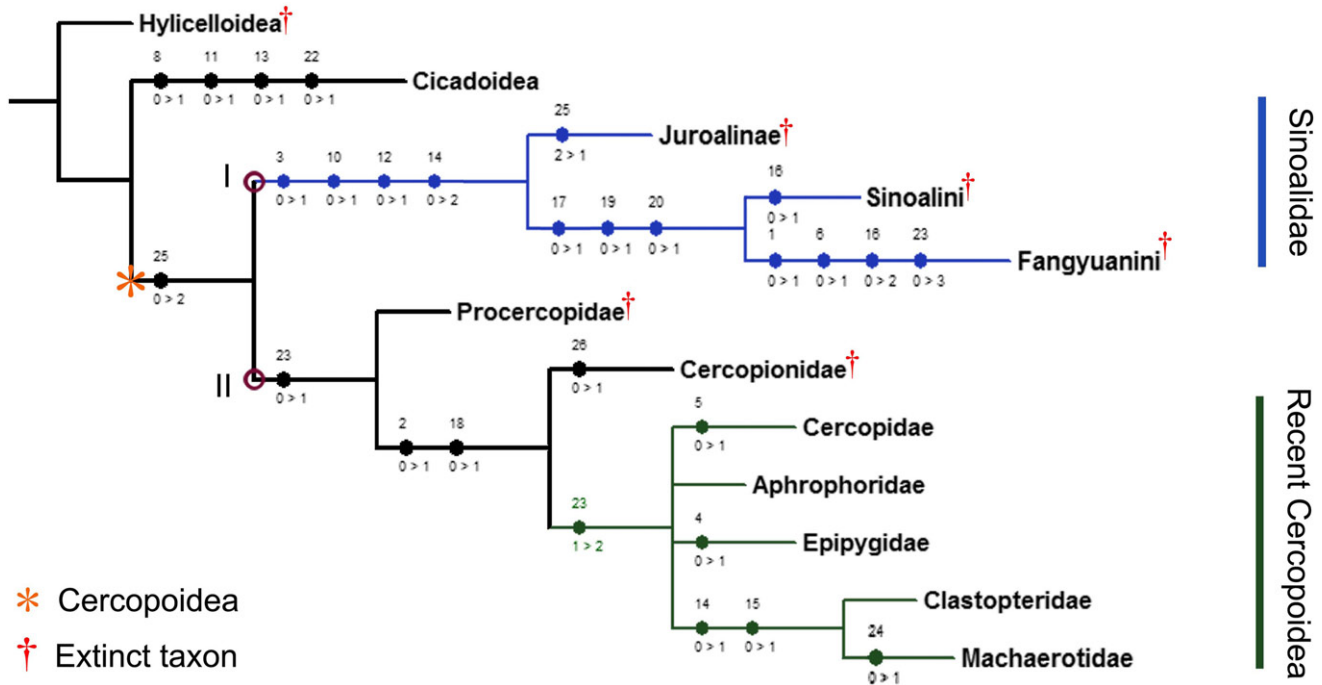 Hylicelloidea†
8 11 13 22
0 > 1 0 > 1 0 > 1 0 > 1
Cicadoidea
25
2 > 1
Juroalinae†
I
3 10 12 14
0 > 1 0 > 1 0 > 1 0 > 2
16
0 > 1
Sinoalini†
17 19 20
0 > 1 0 > 1 0 > 1
1 6 16 23
0 > 1 0 > 1 0 > 2 0 > 3
Fangyuanini†
Sinoalidae
*
25
0 > 2
Procercopidae†
II
23
0 > 1
26
0 > 1
Cercopionidae†
2 18
0 > 1 0 > 1
5
0 > 1
Cercopidae
Aphrophoridae
23
1 > 2
4
0 > 1
Epipygidae
14 15
0 > 1 0 > 1
Clastopteridae
24
0 > 1
Machaerotidae
Recent Cercopoidea
* Cercopoidea
† Extinct taxon